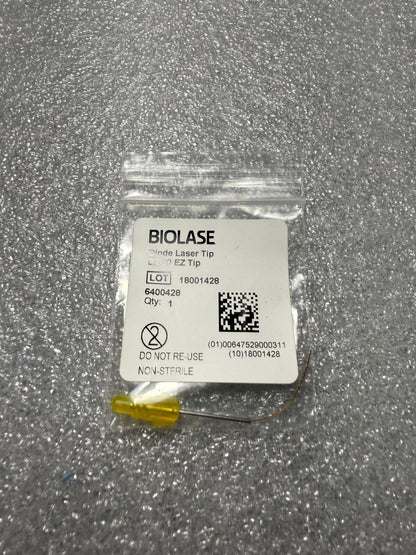 BIOLASE
Diode Laser Tip
EZ Tip
LOT 18001428
6400428
Qty: 1
2
DO NOT RE-USE
NON-STERILE
(01)00647529000311
(10)18001428